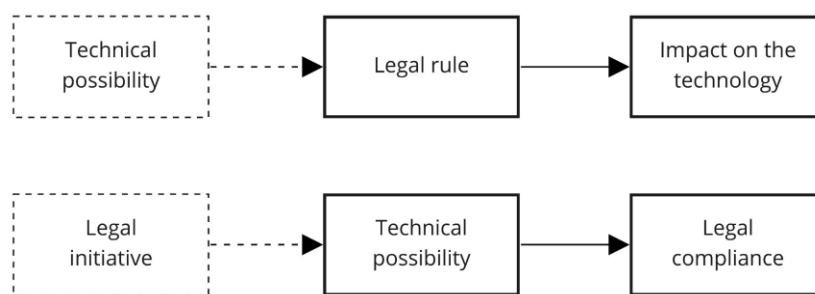 Technical
possibility
Legal rule
Impact on the
technology
Legal
initiative
Technical
possibility
Legal
compliance